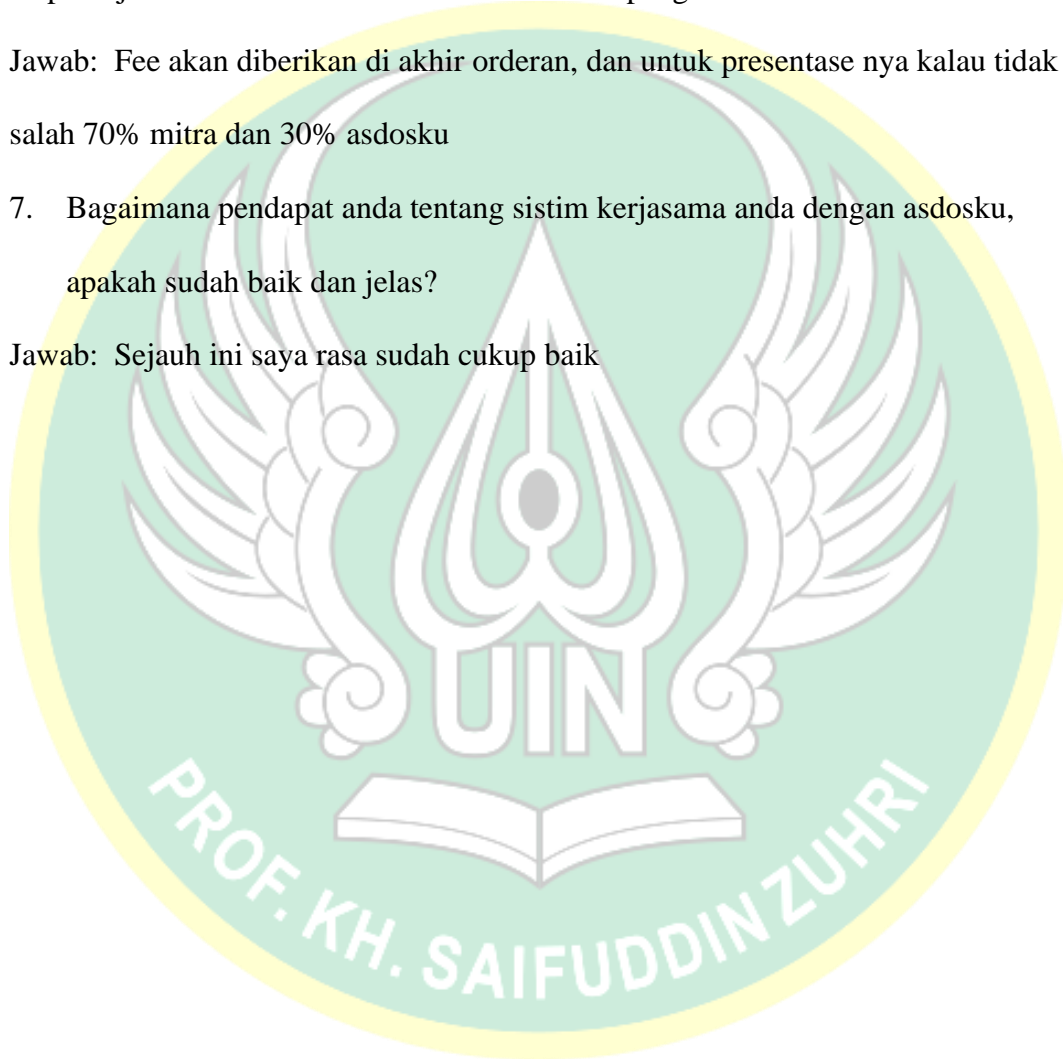 Jawab: Fee akan diberikan di akhir orderan, dan untuk presentase nya kalau tidak
salah 70% mitra dan 30% asdosku
7. Bagaimana pendapat anda tentang sistim kerjasama anda dengan asdosku,
apakah sudah baik dan jelas?
Jawab: Sejauh ini saya rasa sudah cukup baik
UIN
PROF. KH. SAIFUDDIN ZUHRI